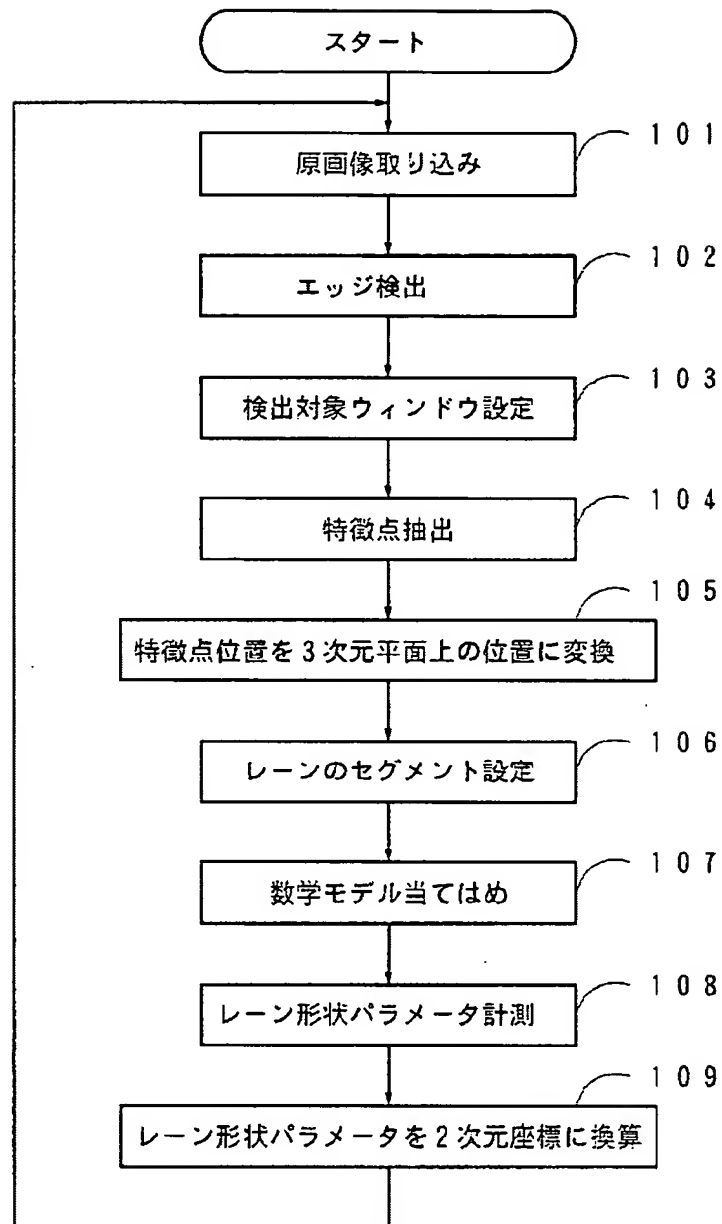 スタート
101
原画像取り込み
102
エッジ検出
103
検出対象ウィンドウ設定
104
特徴点抽出
105
特徴点位置を3次元平面上の位置に変換
106
レーンのセグメント設定
107
数学モデル当てはめ
108
レーン形状パラメータ計測
109
レーン形状パラメータを2次元座標に換算